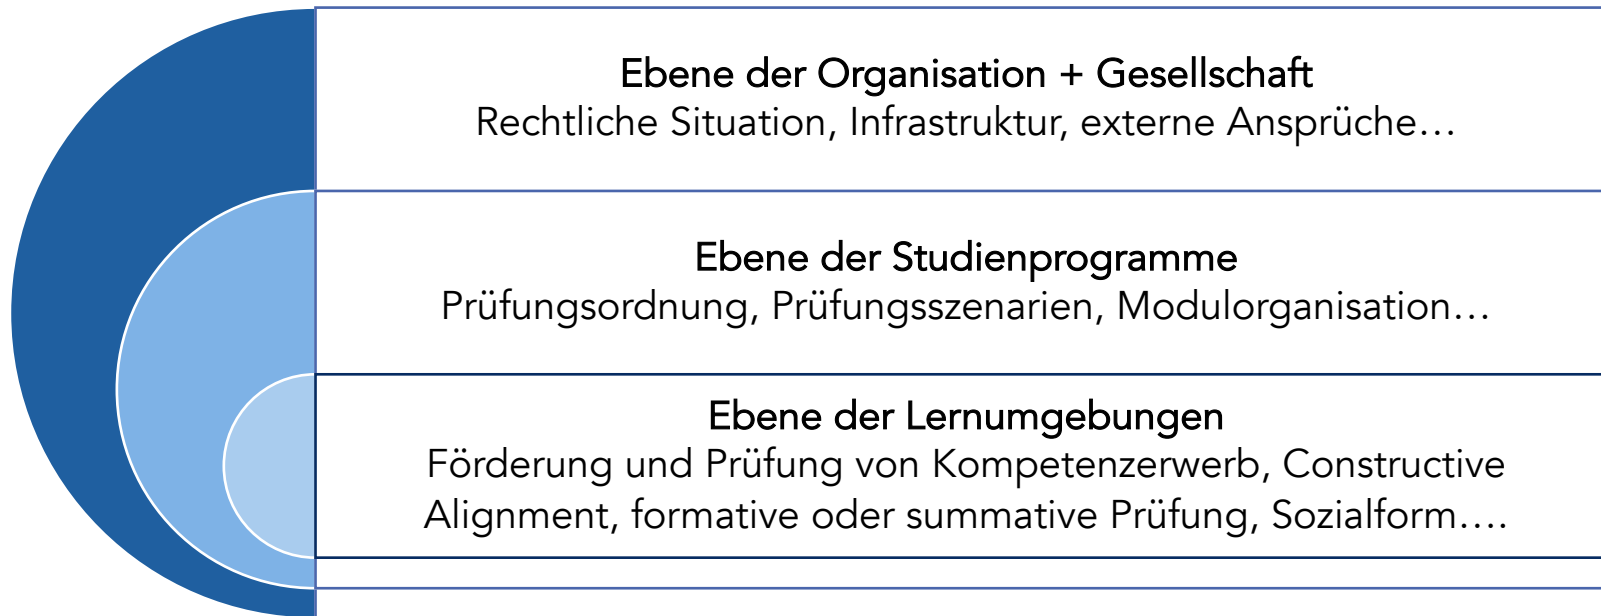 Ebene der Organisation + Gesellschaft
Rechtliche Situation, Infrastruktur, externe Ansprüche…
Ebene der Studienprogramme
Prüfungsordnung, Prüfungsszenarien, Modulorganisation…
Ebene der Lernumgebungen
Förderung und Prüfung von Kompetenzerwerb, Constructive
Alignment, formative oder summative Prüfung, Sozialform….